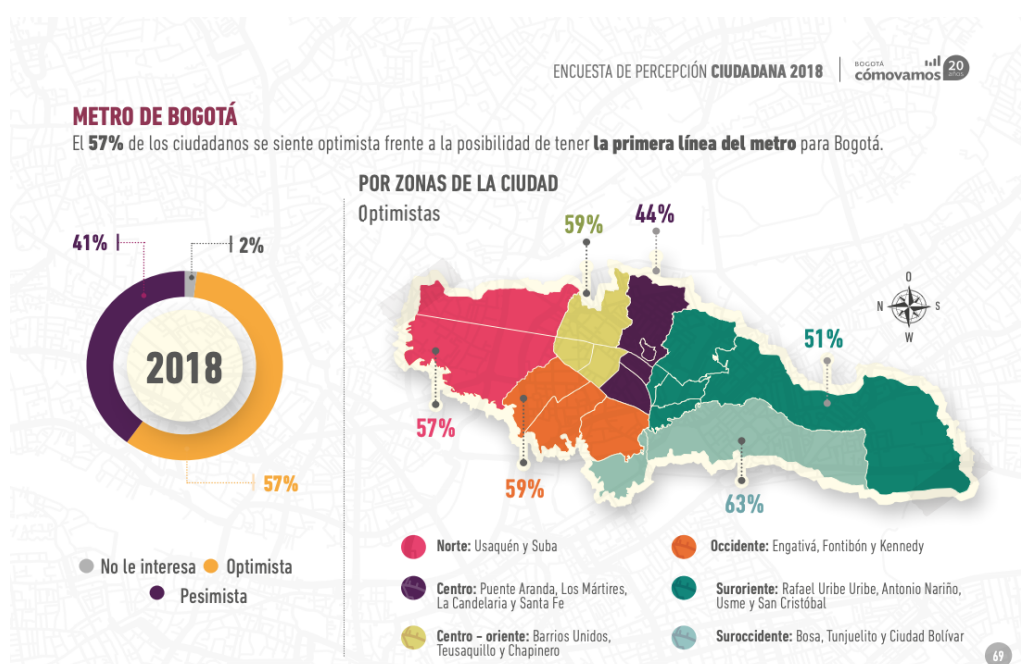 ENCUESTA DE PERCEPCIÓN CIUDADANA 2018
BOGOTÁ
cómovamos
20
años
METRO DE BOGOTÁ
El 57% de los ciudadanos se siente optimista frente a la posibilidad de tener la primera línea del metro para Bogotá.
POR ZONAS DE LA CIUDAD
Optimistas
41%
2%
2018
57%
No le interesa
Optimista
Pesimista
59%
44%
51%
57%
59%
63%
O
N
S
W
Norte: Usaquén y Suba
Centro: Puente Aranda, Los Mártires,
La Candelaria y Santa Fe
Centro - oriente: Barrios Unidos,
Teusaquillo y Chapinero
Occidente: Engativá, Fontibón y Kennedy
Suroriente: Rafael Uribe Uribe, Antonio Nariño,
Usme y San Cristóbal
Suroccidente: Bosa, Tunjuelito y Ciudad Bolívar
69